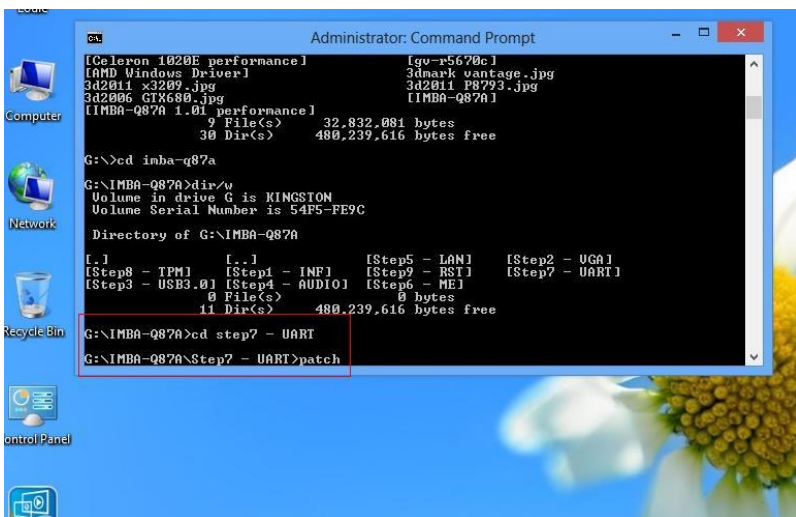 Administrator: Command Prompt
[Celeron 1020E performance] [gv-r5670c]
[AMD Windows Driver] 3dmark vantage.jpg
3d2011 x3209.jpg 3d2011 P8793.jpg
3d2006 GTX680.jpg [IMBA-Q87A]
[IMBA-Q87A 1.01 performance]
9 File(s) 32,832,081 bytes
30 Dir(s) 480,239,616 bytes free
G:\>cd imba-q87a
G:\IMBA-Q87A>dir/w
Volume in drive G is KINGSTON
Volume Serial Number is 54F5-FE9C
Directory of G:\IMBA-Q87A
[.] [..] [Step5 - LAN] [Step2 - VGA]
[Step8 - TPM] [Step1 - INF] [Step9 - RST] [Step7 - UART]
[Step3 - USB3.0] [Step4 - AUDIO] [Step6 - ME]
0 File(s) 0 bytes
11 Dir(s) 480,239,616 bytes free
G:\IMBA-Q87A>cd step7 - UART
G:\IMBA-Q87A\Step7 - UART>patch
Computer
Network
Recycle Bin
ontrol Panel